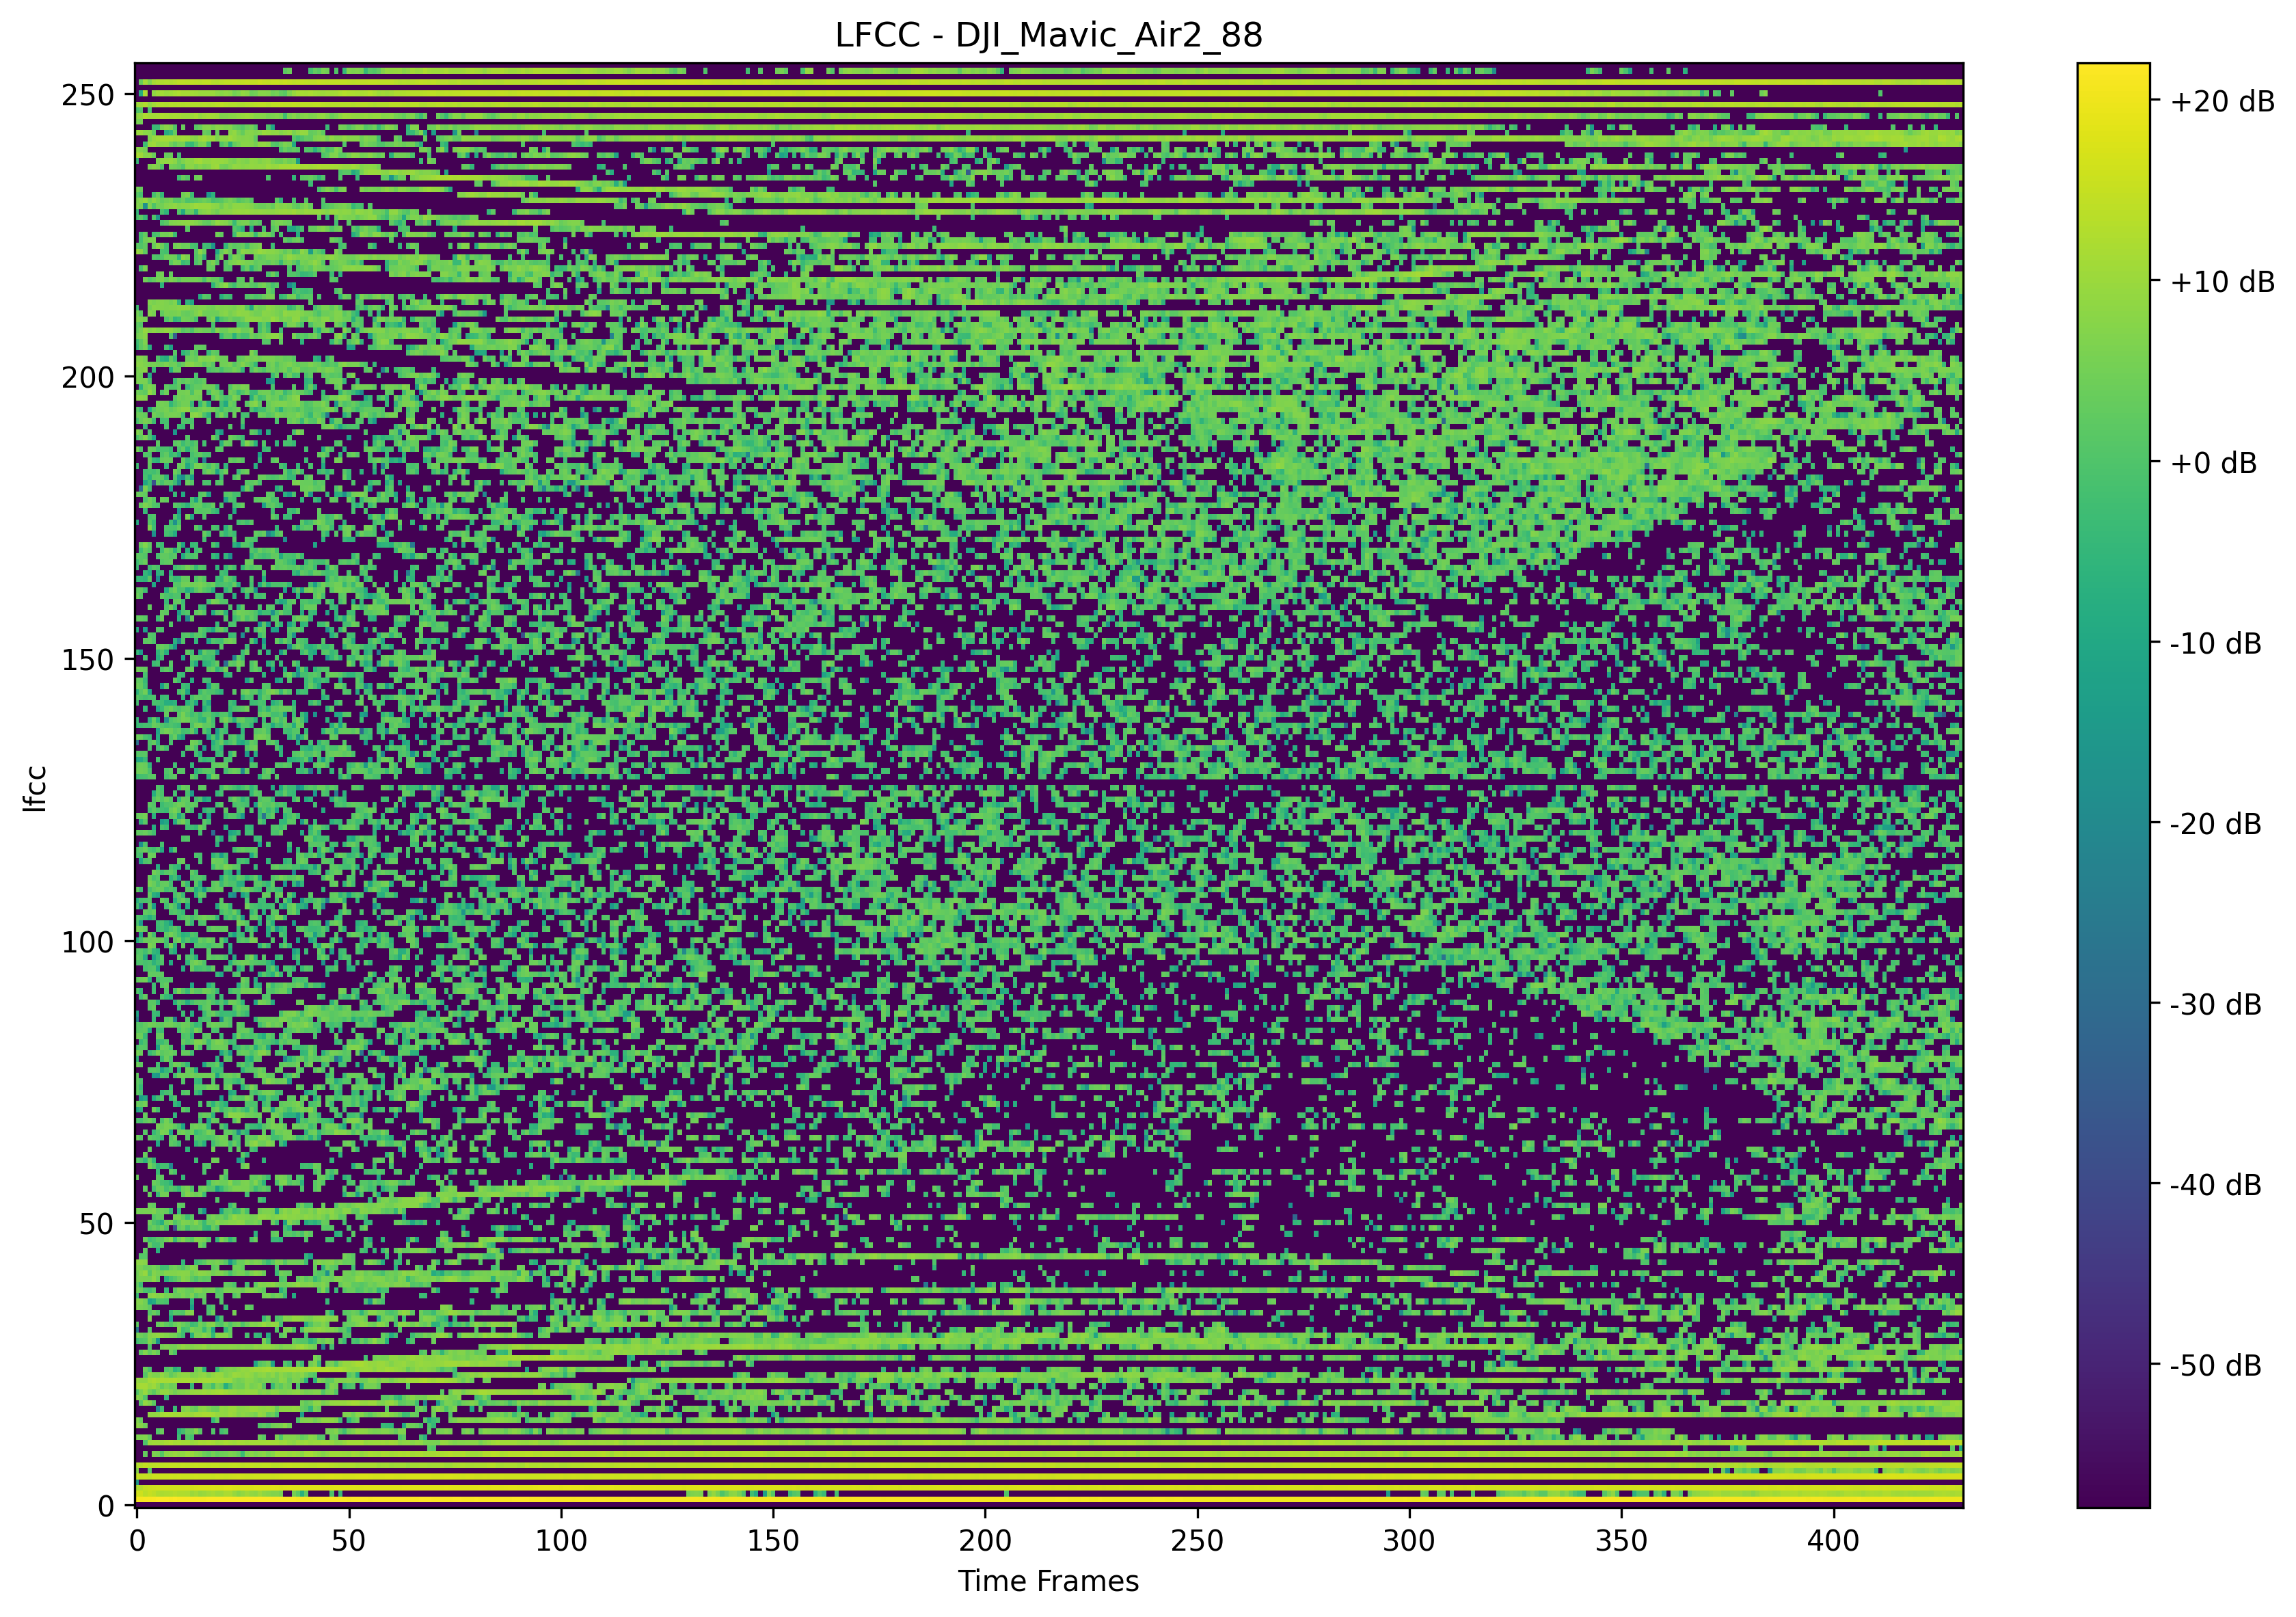 LFCC - DJI_Mavic_Air2_88
250
200
150
100
50
0
lfcc
0 50 100 150 200 250 300 350 400
Time Frames
+20 dB
+10 dB
+0 dB
-10 dB
-20 dB
-30 dB
-40 dB
-50 dB